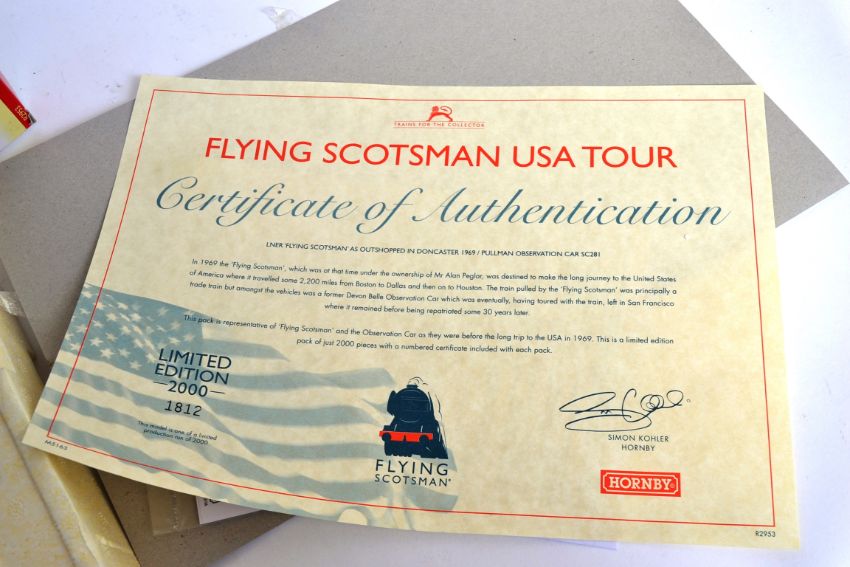 R2953
TRAINS FOR THE COLLECTOR
FLYING SCOTSMAN USA TOUR
Certificate of Authentication
LNER 'FLYING SCOTSMAN' AS OUTSHOPPED IN DONCASTER 1969 / PULLMAN OBSERVATION CAR SC281
In 1969 the 'Flying Scotsman', which was at that time under the ownership of Mr Alan Peglar, was destined to make the long journey to the United States
of America where it travelled some 2,200 miles from Boston to Dallas and then on to Houston. The train pulled by the 'Flying Scotsman' was principally a
trade train but amongst the vehicles was a former Devon Belle Observation Car which was eventually, having toured with the train, left in San Francisco
where it remained before being repatriated some 30 years later.
This pack is representative of 'Flying Scotsman' and the Observation Car as they were before the long trip to the USA in 1969. This is a limited edition
pack of just 2000 pieces with a numbered certificate included with each pack.
LIMITED
EDITION
2000
1812
This model is one of a limited
production run of 2000
FLYING
SCOTSMAN®
SIMON KOHLER
HORNBY
HORNBY®
M5165
R2953